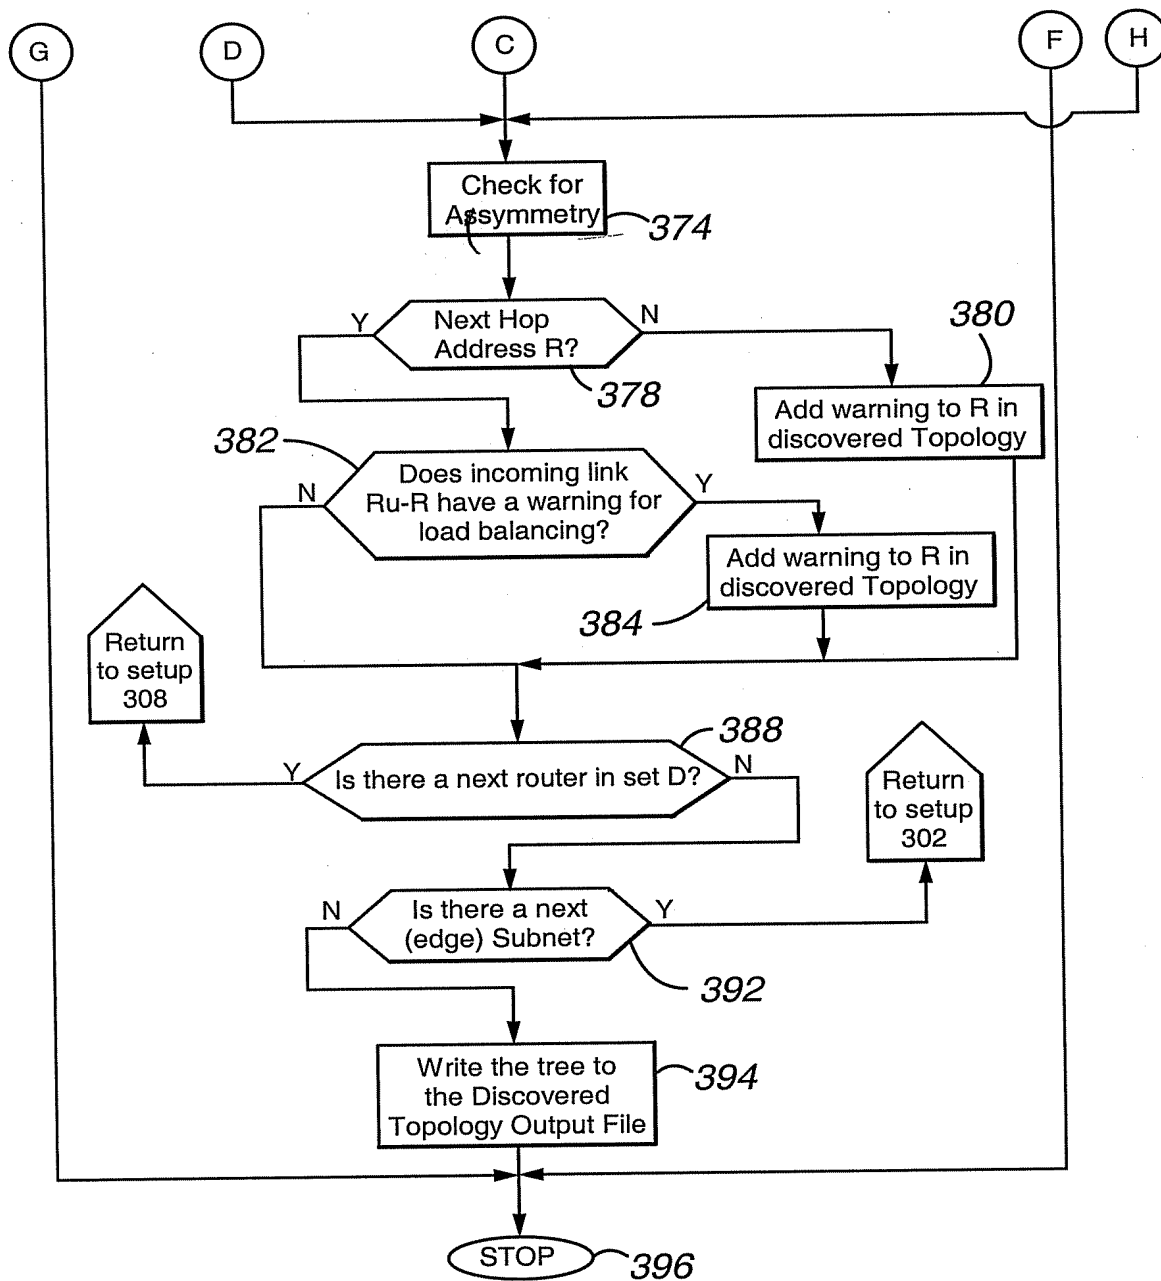 G
D
C
F
H
Check for
Assymmetry
374
Y
Next Hop
Address R?
N
378
380
Add warning to R in
discovered Topology
382
N
Does incoming link
Ru-R have a warning for
load balancing?
Y
Add warning to R in
discovered Topology
384
Return
to setup
308
388
Y
Is there a next router in set D?
N
Return
to setup
302
N
Is there a next
(edge) Subnet?
Y
392
Write the tree to
the Discovered
Topology Output File
394
STOP
396